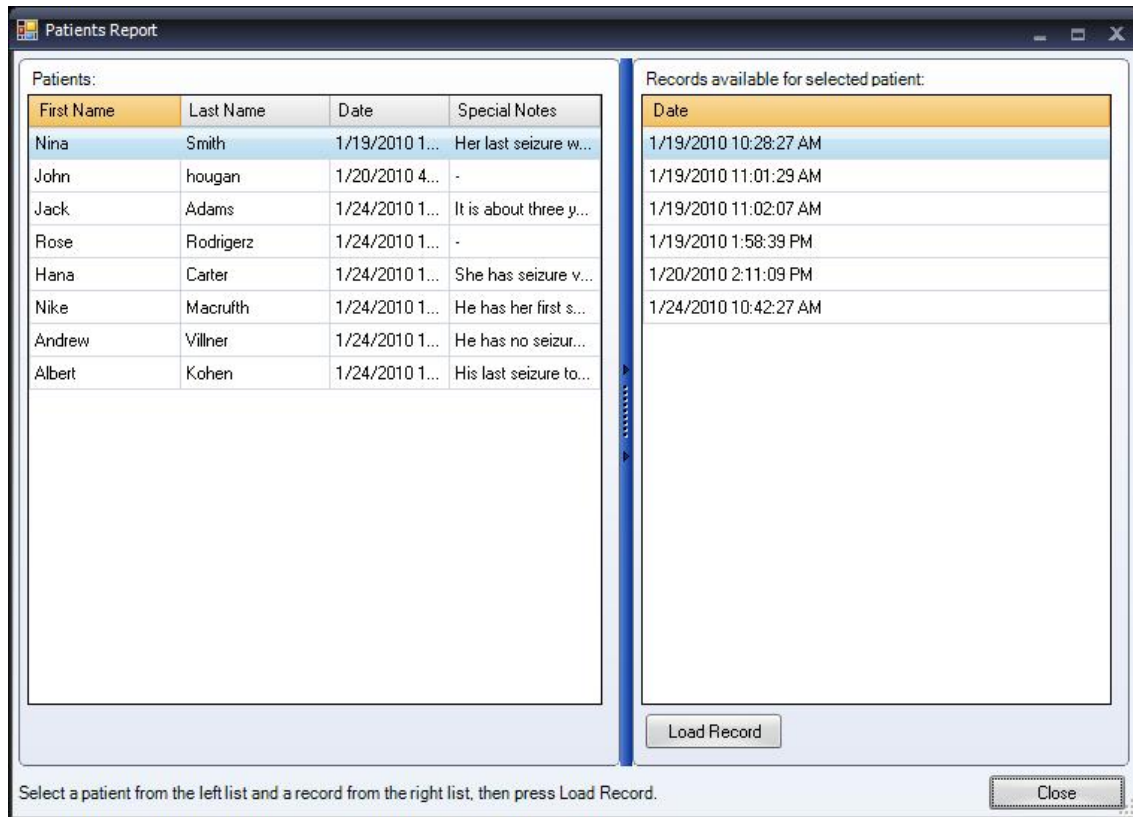 Patients Report
Patients:
First Name Last Name Date Special Notes
Nina Smith 1/19/2010 1... Her last seizure w...
John hougan 1/20/2010 4... -
Jack Adams 1/24/2010 1... It is about three y...
Rose Rodrigerz 1/24/2010 1... -
Hana Carter 1/24/2010 1... She has seizure v...
Nike Macrufth 1/24/2010 1... He has her first s...
Andrew Villner 1/24/2010 1... He has no seizur...
Albert Kohen 1/24/2010 1... His last seizure to...
Records available for selected patient:
Date
1/19/2010 10:28:27 AM
1/19/2010 11:01:29 AM
1/19/2010 11:02:07 AM
1/19/2010 1:58:39 PM
1/20/2010 2:11:09 PM
1/24/2010 10:42:27 AM
Load Record
Select a patient from the left list and a record from the right list, then press Load Record.
Close